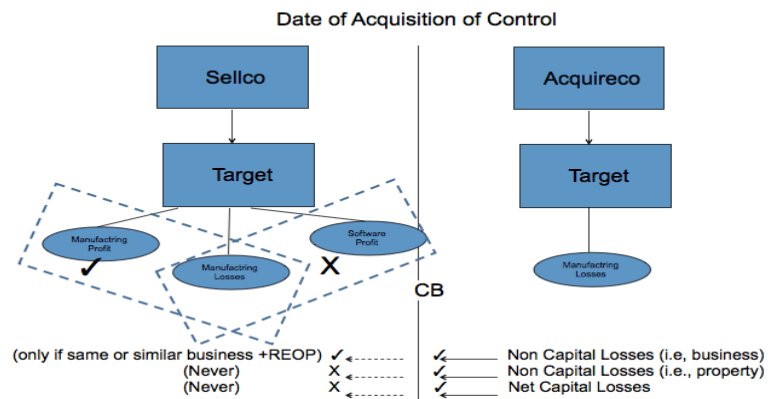 Date of Acquisition of Control
Sellco
Acquireco
Target
Target
Manufactring
Profit
Software
Profit
✓
Manufactring
Losses
X
Manufactring
Losses
CB
(only if same or similar business +REOP) ✓ ✓ Non Capital Losses (i.e, business)
(Never) X ✓ Non Capital Losses (i.e., property)
(Never) X ✓ Net Capital Losses